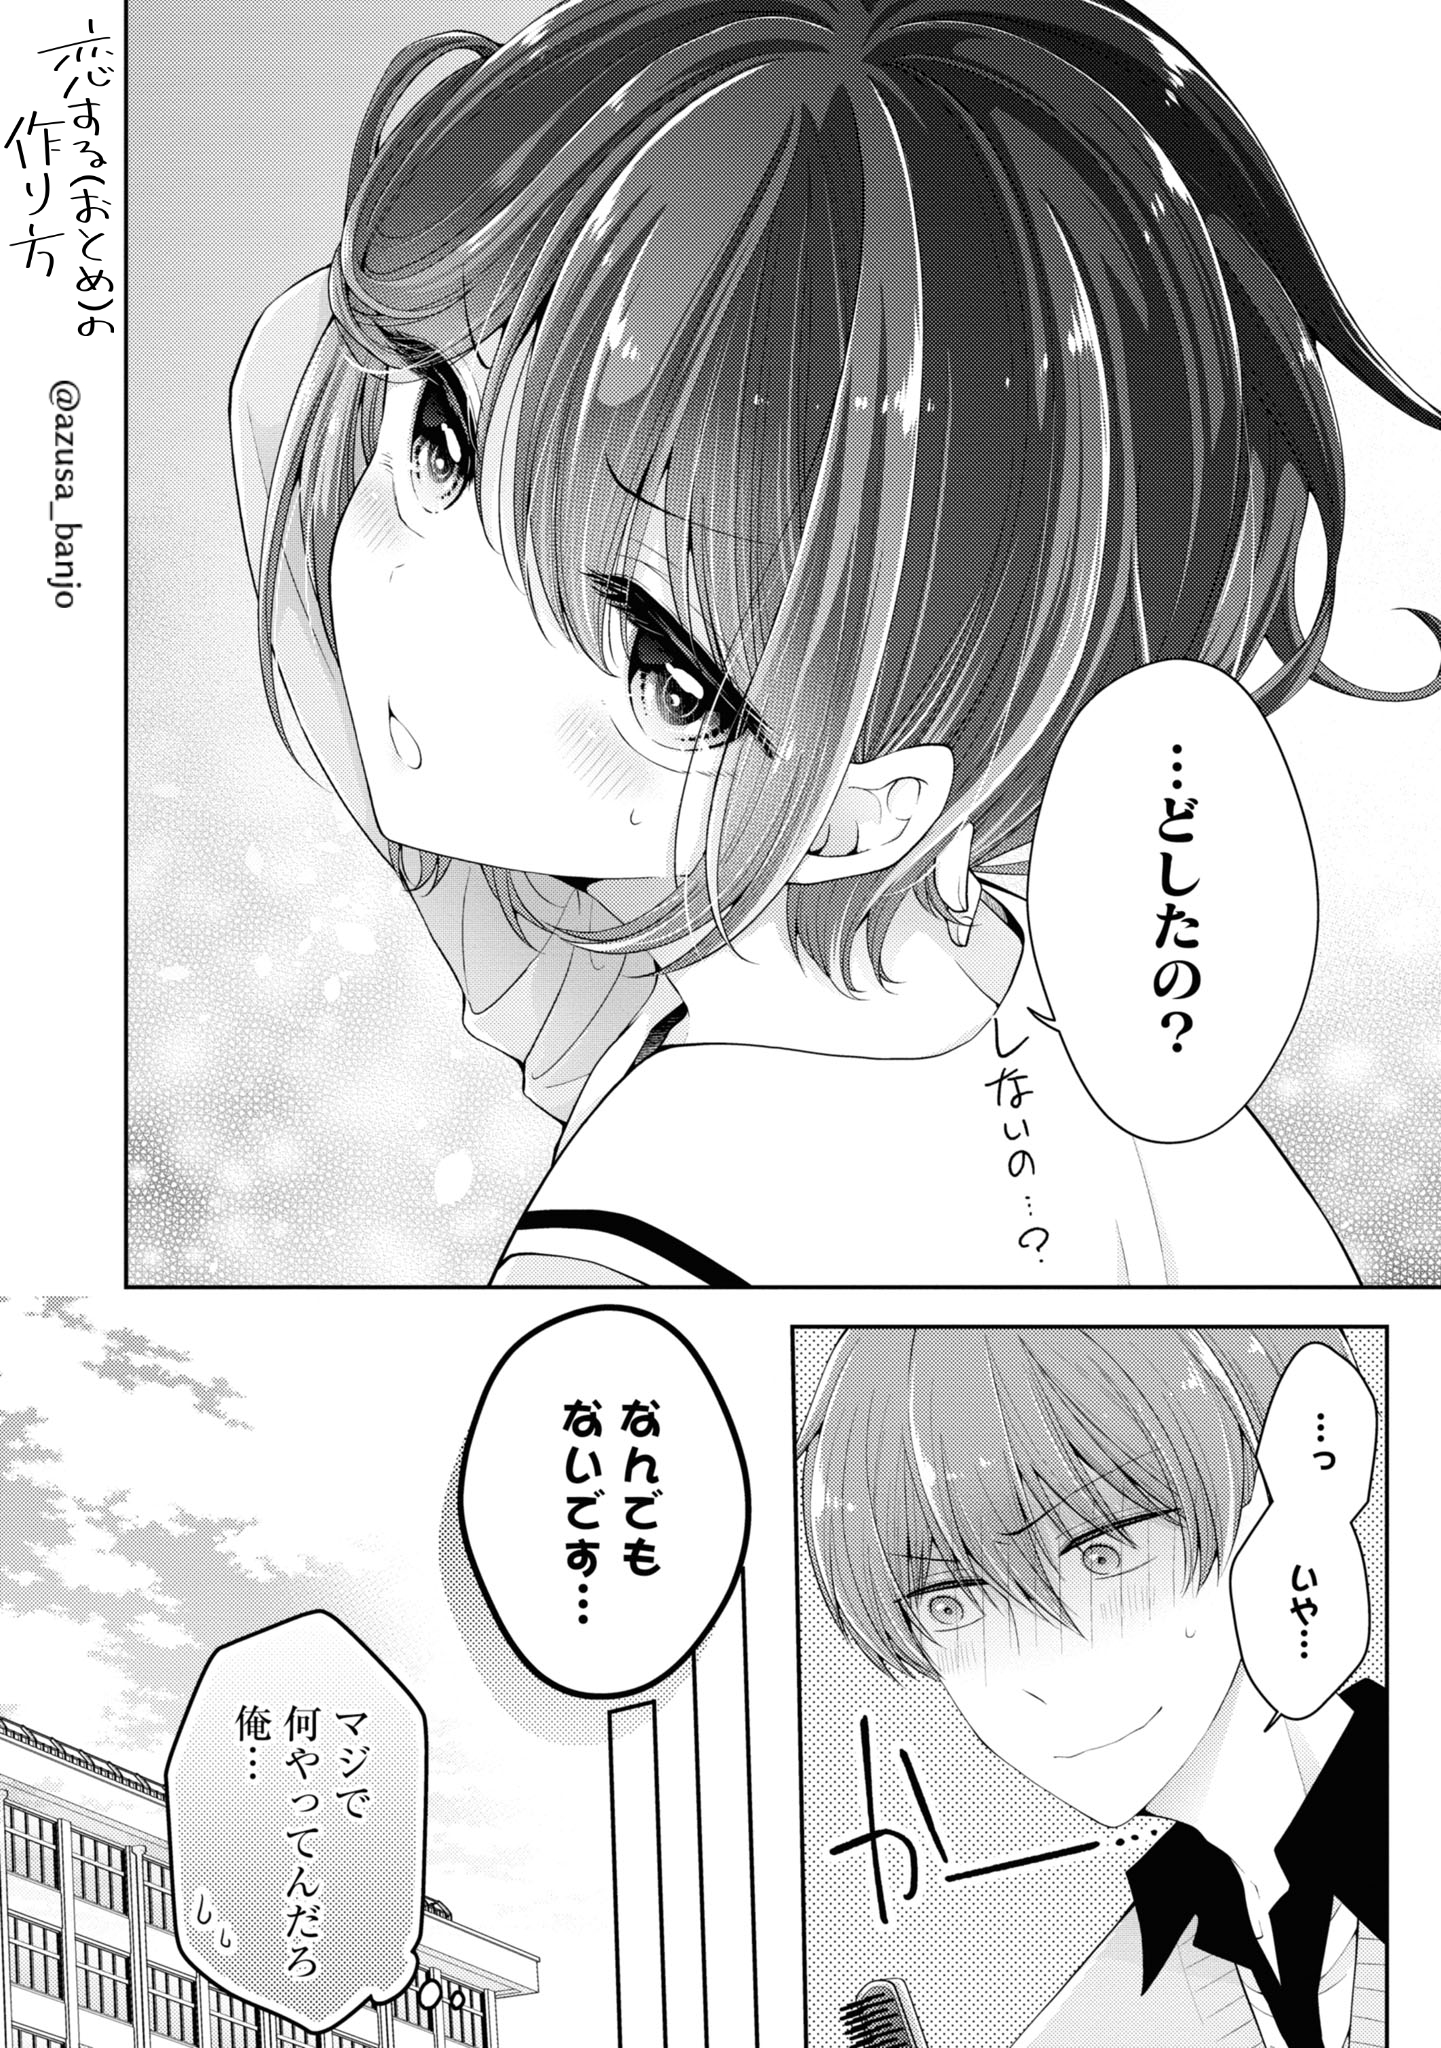 恋する(おとめ)の
作り方
@azusa_banjo
…どしたの?
しないの…?
…っ
いや…
カー…
なんでも
ないです…
マジで
何やってんだろ
俺…